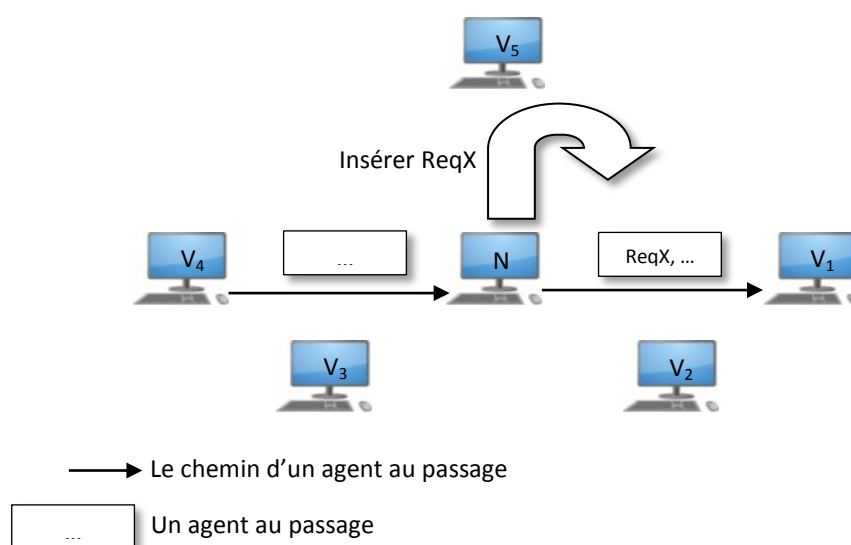 V₅
Insérer ReqX
V₄
...
N
ReqX, ...
V₁
V₃
V₂
Le chemin d'un agent au passage
...
Un agent au passage